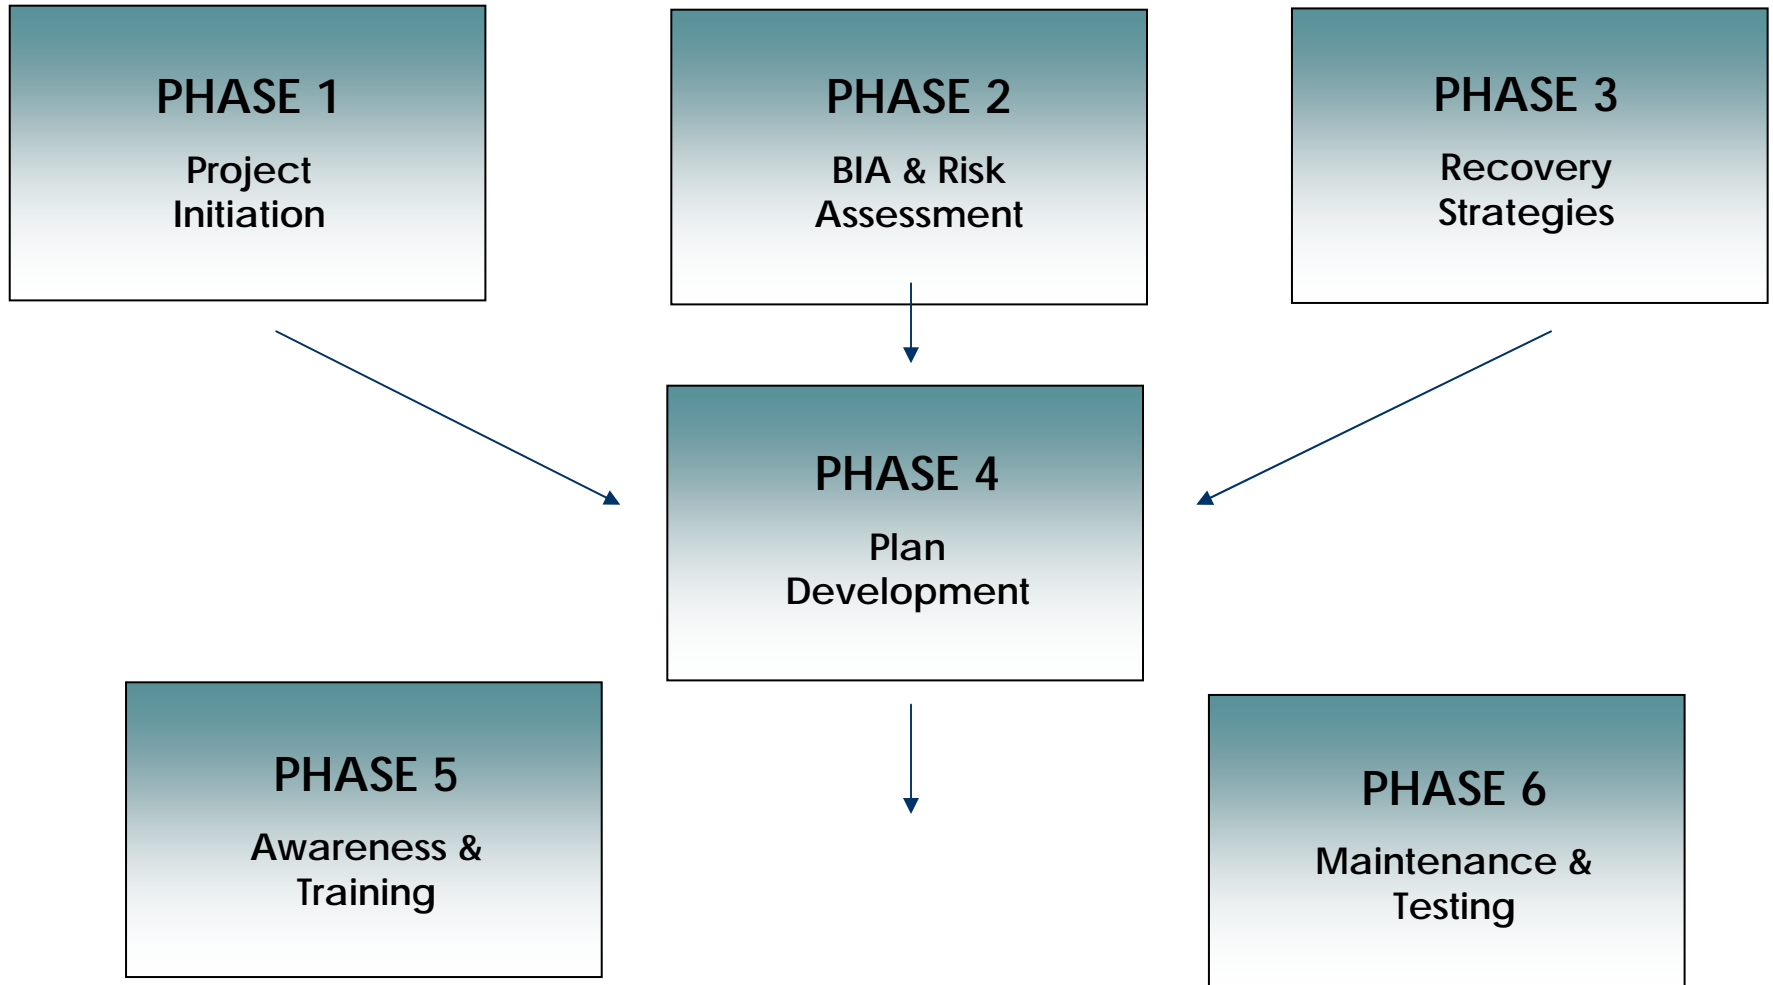 PHASE 1
Project
Initiation
PHASE 2
BIA & Risk
Assessment
PHASE 3
Recovery
Strategies
PHASE 4
Plan
Development
PHASE 5
Awareness &
Training
PHASE 6
Maintenance &
Testing